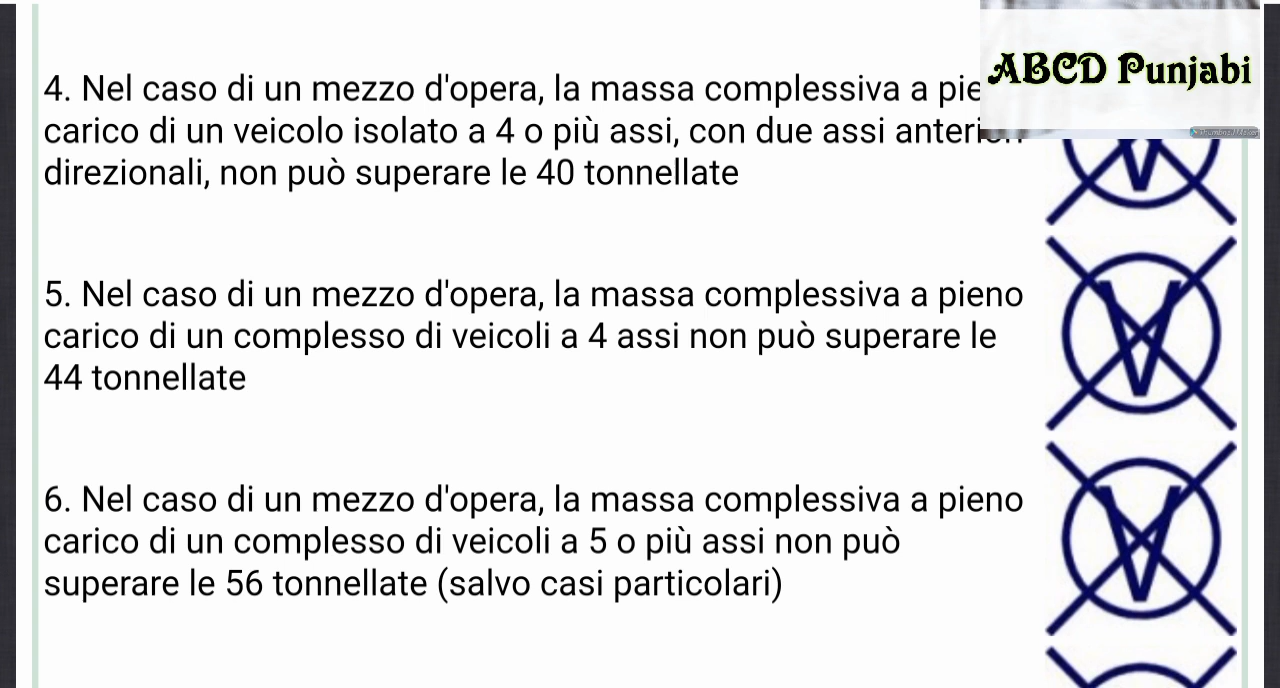 ABCD Punjabi
4. Nel caso di un mezzo d'opera, la massa complessiva a
carico di un veicolo isolato a 4 o più assi, con due assi
direzionali, non può superare le 40 tonnellate
V
5. Nel caso di un mezzo d'opera, la massa complessiva a pieno
carico di un complesso di veicoli a 4 assi non può superare le
44 tonnellate
V
6. Nel caso di un mezzo d'opera, la massa complessiva a pieno
carico di un complesso di veicoli a 5 o più assi non può
superare le 56 tonnellate (salvo casi particolari)
V